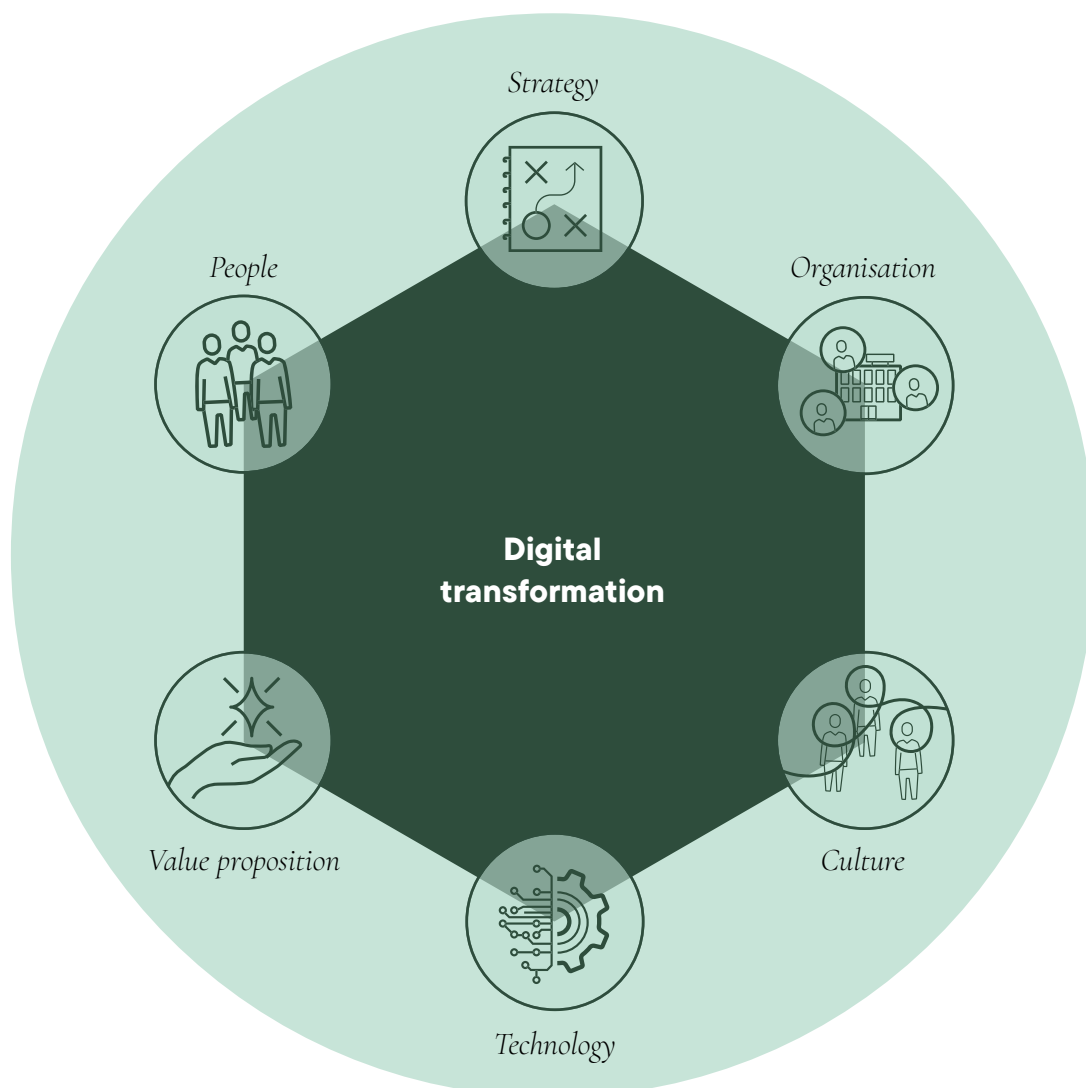 Strategy
People
Organisation
Digital
transformation
Value proposition
Culture
Technology